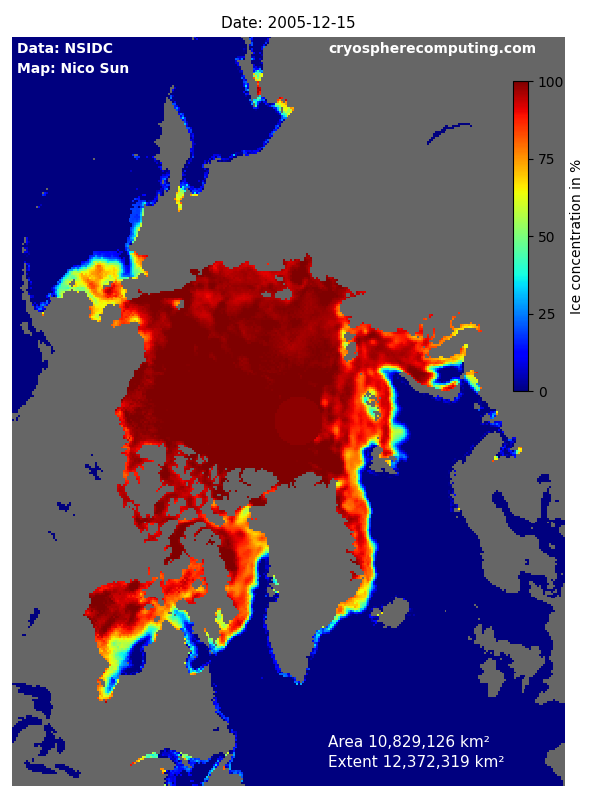 Date: 2005-12-15
Data: NSIDC
Map: Nico Sun
cryospherecomputing.com
100
75
50
25
0
Ice concentration in %
Area 10,829,126 km²
Extent 12,372,319 km²